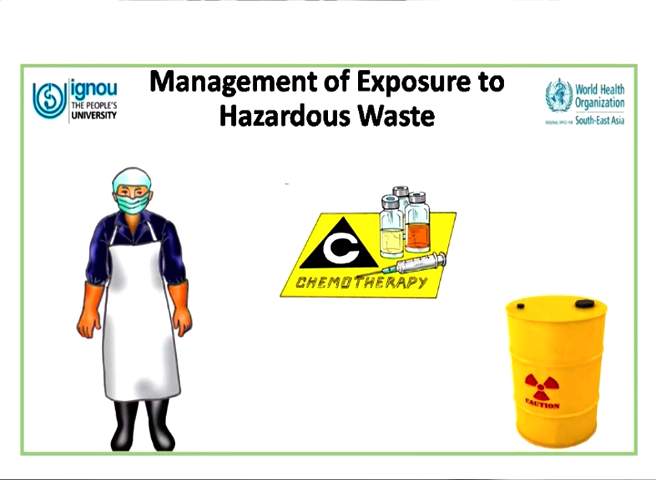 ignou
THE PEOPLE'S
UNIVERSITY
Management of Exposure to
Hazardous Waste
World Health
Organization
South-East Asia
C
CHEMOTHERAPY
CAUTION